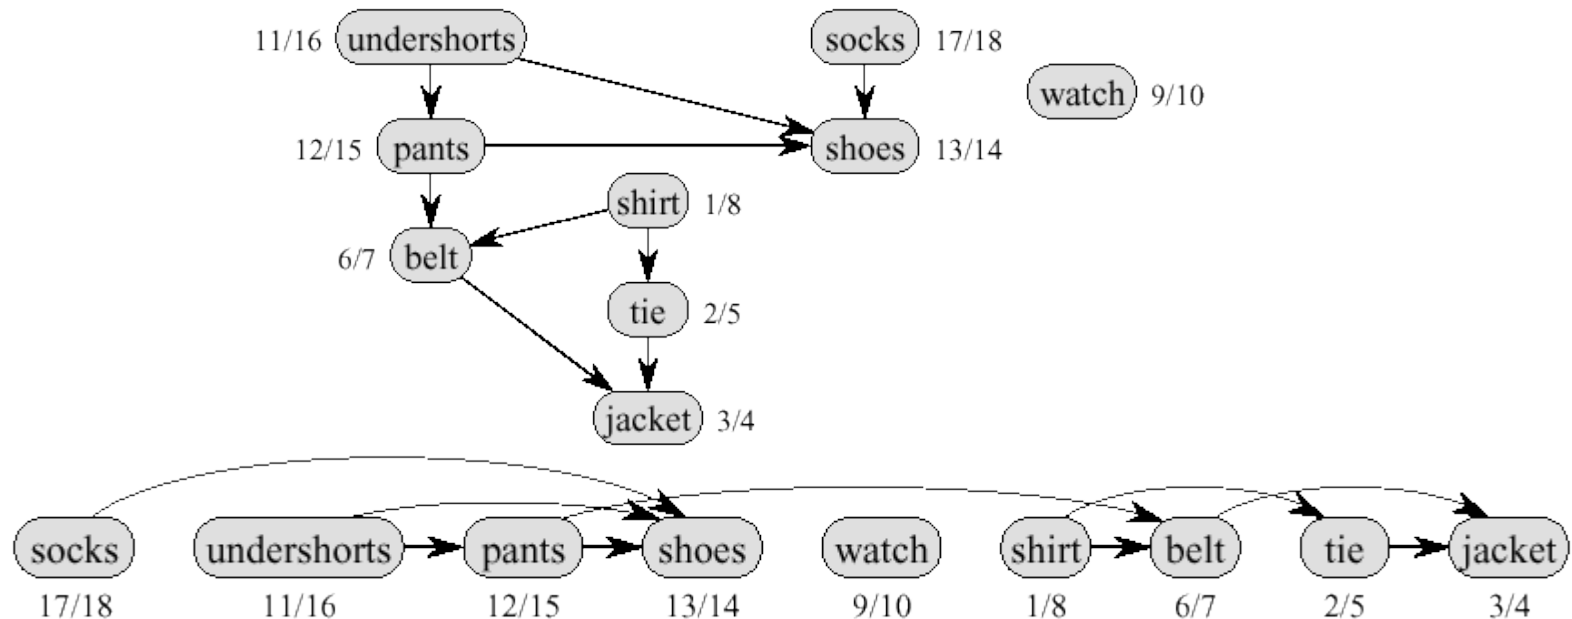 11/16 undershorts socks 17/18
watch 9/10
12/15 pants shoes 13/14
shirt 1/8
6/7 belt
tie 2/5
jacket 3/4
socks undershorts pants shoes watch shirt belt tie jacket
17/18 11/16 12/15 13/14 9/10 1/8 6/7 2/5 3/4